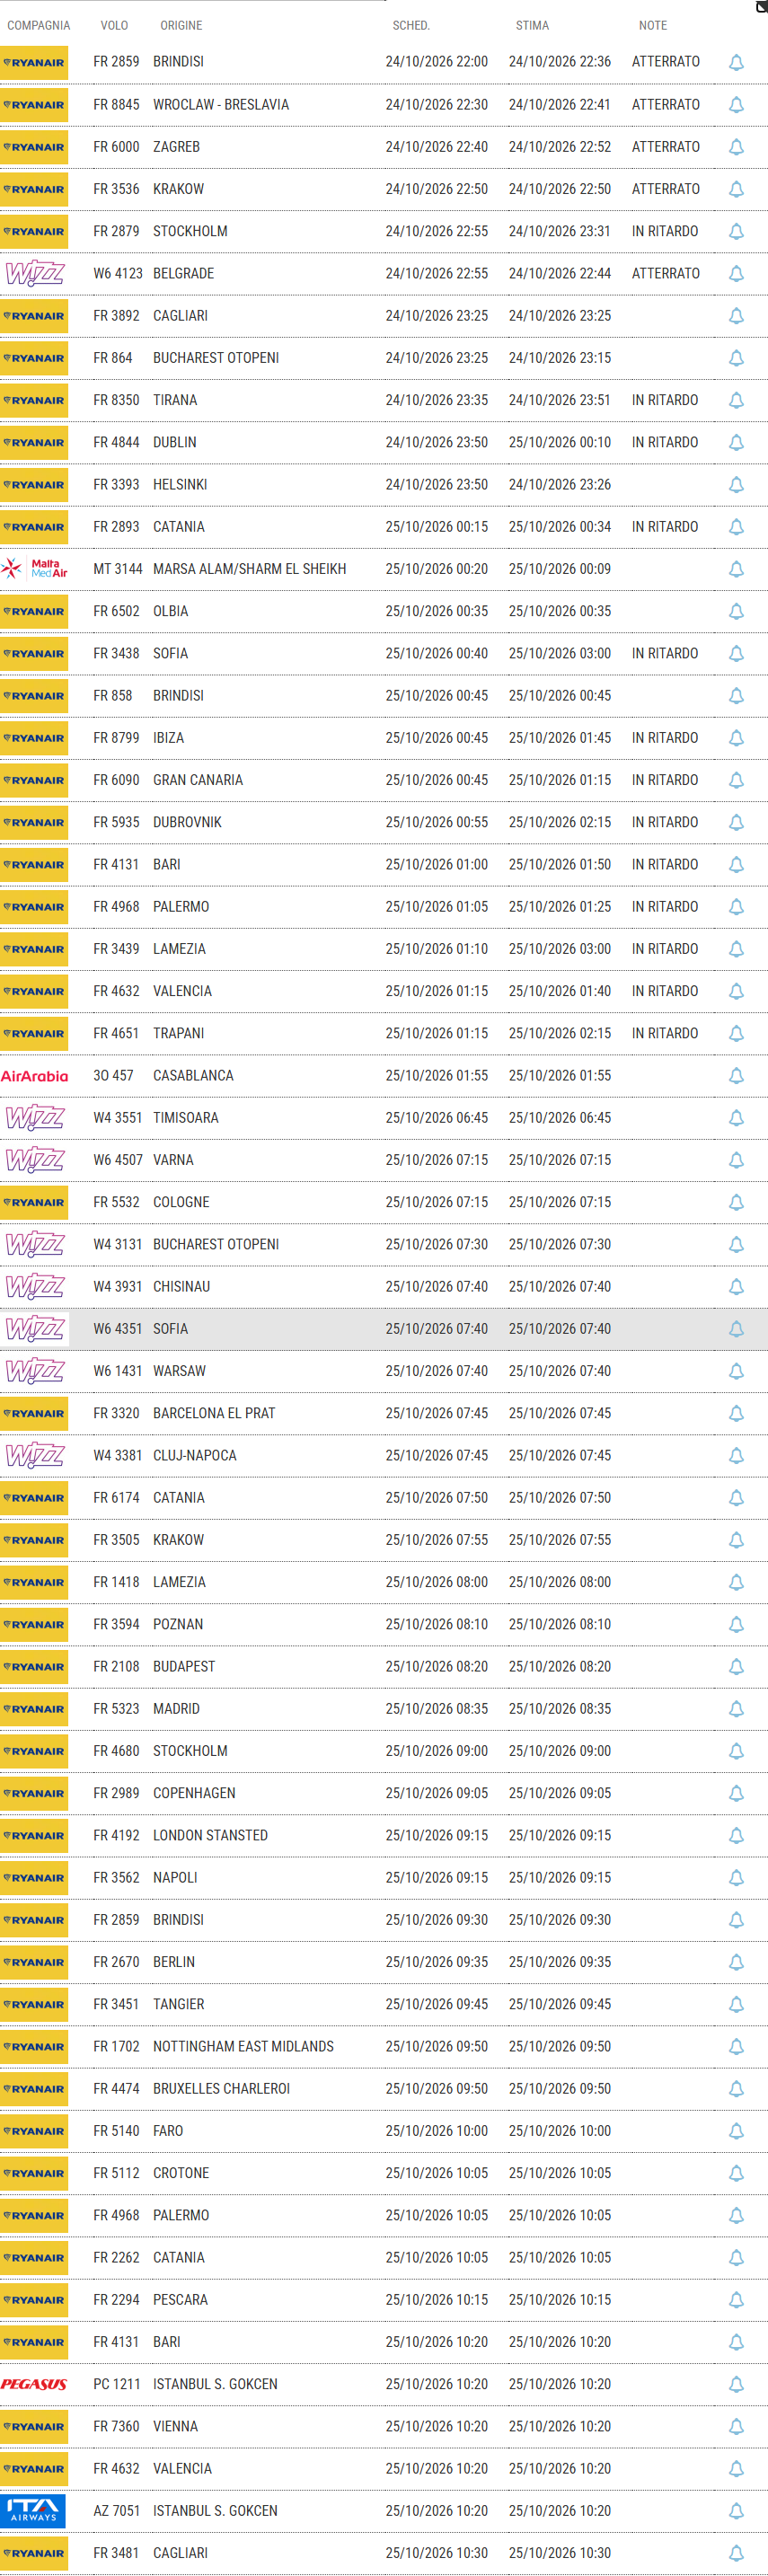 COMPAGNIA VOLO ORIGINE SCHED. STIMA NOTE
RYANAIR FR 2859 BRINDISI 24/10/2026 22:00 24/10/2026 22:36 ATTERRATO
RYANAIR FR 8845 WROCLAW - BRESLAVIA 24/10/2026 22:30 24/10/2026 22:41 ATTERRATO
RYANAIR FR 6000 ZAGREB 24/10/2026 22:40 24/10/2026 22:52 ATTERRATO
RYANAIR FR 3536 KRAKOW 24/10/2026 22:50 24/10/2026 22:50 ATTERRATO
RYANAIR FR 2879 STOCKHOLM 24/10/2026 22:55 24/10/2026 23:31 IN RITARDO
WIZZ W6 4123 BELGRADE 24/10/2026 22:55 24/10/2026 22:44 ATTERRATO
RYANAIR FR 3892 CAGLIARI 24/10/2026 23:25 24/10/2026 23:25
RYANAIR FR 864 BUCHAREST OTOPENI 24/10/2026 23:25 24/10/2026 23:15
RYANAIR FR 8350 TIRANA 24/10/2026 23:35 24/10/2026 23:51 IN RITARDO
RYANAIR FR 4844 DUBLIN 24/10/2026 23:50 25/10/2026 00:10 IN RITARDO
RYANAIR FR 3393 HELSINKI 24/10/2026 23:50 24/10/2026 23:26
RYANAIR FR 2893 CATANIA 25/10/2026 00:15 25/10/2026 00:34 IN RITARDO
Malta MedAir MT 3144 MARSA ALAM/SHARM EL SHEIKH 25/10/2026 00:20 25/10/2026 00:09
RYANAIR FR 6502 OLBIA 25/10/2026 00:35 25/10/2026 00:35
RYANAIR FR 3438 SOFIA 25/10/2026 00:40 25/10/2026 03:00 IN RITARDO
RYANAIR FR 858 BRINDISI 25/10/2026 00:45 25/10/2026 00:45
RYANAIR FR 8799 IBIZA 25/10/2026 00:45 25/10/2026 01:45 IN RITARDO
RYANAIR FR 6090 GRAN CANARIA 25/10/2026 00:45 25/10/2026 01:15 IN RITARDO
RYANAIR FR 5935 DUBROVNIK 25/10/2026 00:55 25/10/2026 02:15 IN RITARDO
RYANAIR FR 4131 BARI 25/10/2026 01:00 25/10/2026 01:50 IN RITARDO
RYANAIR FR 4968 PALERMO 25/10/2026 01:05 25/10/2026 01:25 IN RITARDO
RYANAIR FR 3439 LAMEZIA 25/10/2026 01:10 25/10/2026 03:00 IN RITARDO
RYANAIR FR 4632 VALENCIA 25/10/2026 01:15 25/10/2026 01:40 IN RITARDO
RYANAIR FR 4651 TRAPANI 25/10/2026 01:15 25/10/2026 02:15 IN RITARDO
AirArabia 3O 457 CASABLANCA 25/10/2026 01:55 25/10/2026 01:55
WIZZ W4 3551 TIMISOARA 25/10/2026 06:45 25/10/2026 06:45
WIZZ W6 4507 VARNA 25/10/2026 07:15 25/10/2026 07:15
RYANAIR FR 5532 COLOGNE 25/10/2026 07:15 25/10/2026 07:15
WIZZ W4 3131 BUCHAREST OTOPENI 25/10/2026 07:30 25/10/2026 07:30
WIZZ W4 3931 CHISINAU 25/10/2026 07:40 25/10/2026 07:40
WIZZ W6 4351 SOFIA 25/10/2026 07:40 25/10/2026 07:40
WIZZ W6 1431 WARSAW 25/10/2026 07:40 25/10/2026 07:40
RYANAIR FR 3320 BARCELONA EL PRAT 25/10/2026 07:45 25/10/2026 07:45
WIZZ W4 3381 CLUJ-NAPOCA 25/10/2026 07:45 25/10/2026 07:45
RYANAIR FR 6174 CATANIA 25/10/2026 07:50 25/10/2026 07:50
RYANAIR FR 3505 KRAKOW 25/10/2026 07:55 25/10/2026 07:55
RYANAIR FR 1418 LAMEZIA 25/10/2026 08:00 25/10/2026 08:00
RYANAIR FR 3594 POZNAN 25/10/2026 08:10 25/10/2026 08:10
RYANAIR FR 2108 BUDAPEST 25/10/2026 08:20 25/10/2026 08:20
RYANAIR FR 5323 MADRID 25/10/2026 08:35 25/10/2026 08:35
RYANAIR FR 4680 STOCKHOLM 25/10/2026 09:00 25/10/2026 09:00
RYANAIR FR 2989 COPENHAGEN 25/10/2026 09:05 25/10/2026 09:05
RYANAIR FR 4192 LONDON STANSTED 25/10/2026 09:15 25/10/2026 09:15
RYANAIR FR 3562 NAPOLI 25/10/2026 09:15 25/10/2026 09:15
RYANAIR FR 2859 BRINDISI 25/10/2026 09:30 25/10/2026 09:30
RYANAIR FR 2670 BERLIN 25/10/2026 09:35 25/10/2026 09:35
RYANAIR FR 3451 TANGIER 25/10/2026 09:45 25/10/2026 09:45
RYANAIR FR 1702 NOTTINGHAM EAST MIDLANDS 25/10/2026 09:50 25/10/2026 09:50
RYANAIR FR 4474 BRUXELLES CHARLEROI 25/10/2026 09:50 25/10/2026 09:50
RYANAIR FR 5140 FARO 25/10/2026 10:00 25/10/2026 10:00
RYANAIR FR 5112 CROTONE 25/10/2026 10:05 25/10/2026 10:05
RYANAIR FR 4968 PALERMO 25/10/2026 10:05 25/10/2026 10:05
RYANAIR FR 2262 CATANIA 25/10/2026 10:05 25/10/2026 10:05
RYANAIR FR 2294 PESCARA 25/10/2026 10:15 25/10/2026 10:15
RYANAIR FR 4131 BARI 25/10/2026 10:20 25/10/2026 10:20
PEGASUS PC 1211 ISTANBUL S. GOKCEN 25/10/2026 10:20 25/10/2026 10:20
RYANAIR FR 7360 VIENNA 25/10/2026 10:20 25/10/2026 10:20
RYANAIR FR 4632 VALENCIA 25/10/2026 10:20 25/10/2026 10:20
ITA AIRWAYS AZ 7051 ISTANBUL S. GOKCEN 25/10/2026 10:20 25/10/2026 10:20
RYANAIR FR 3481 CAGLIARI 25/10/2026 10:30 25/10/2026 10:30